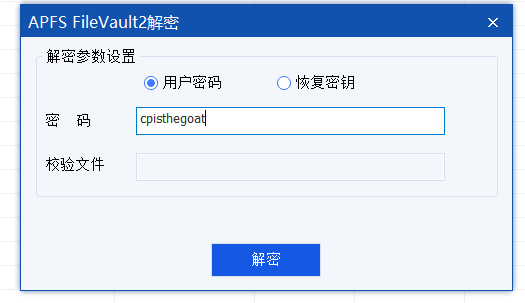 APFS FileVault2解密
解密参数设置
用户密码 恢复密钥
密 码 cpisthegoat
校验文件
解密